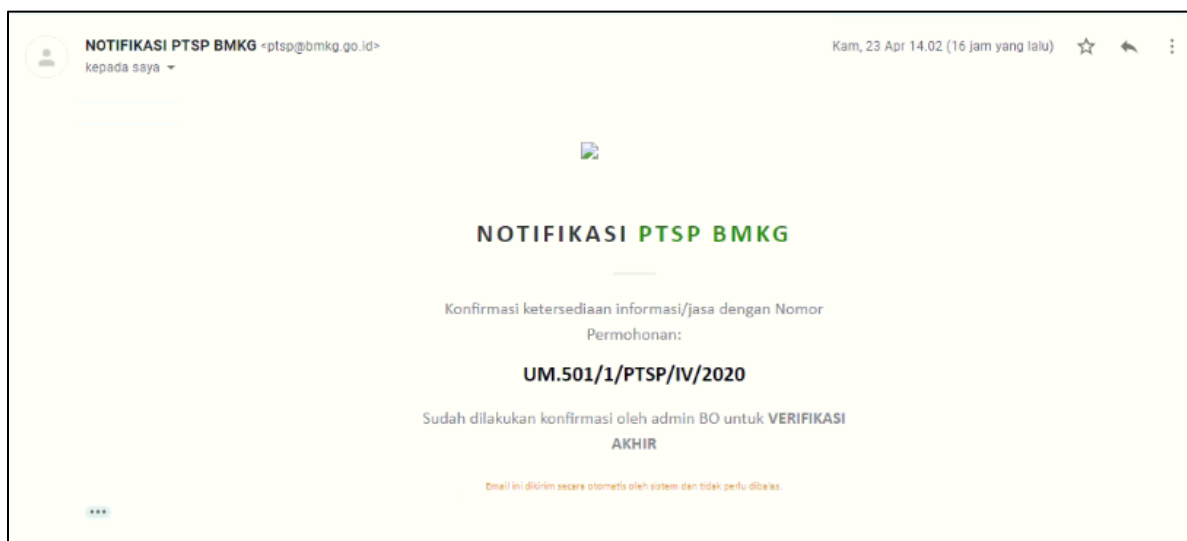 NOTIFIKASI PTSP BMKG <ptsp@bmkg.go.id>
Kam, 23 Apr 14.02 (16 jam yang lalu)
kepada saya
NOTIFIKASI PTSP BMKG
Konfirmasi ketersediaan informasi/jasa dengan Nomor
Permohonan:
UM.501/1/PTSP/IV/2020
Sudah dilakukan konfirmasi oleh admin BO untuk VERIFIKASI
AKHIR
Email ini dikirim secara otomatis oleh sistem dan tidak perlu dibalas.